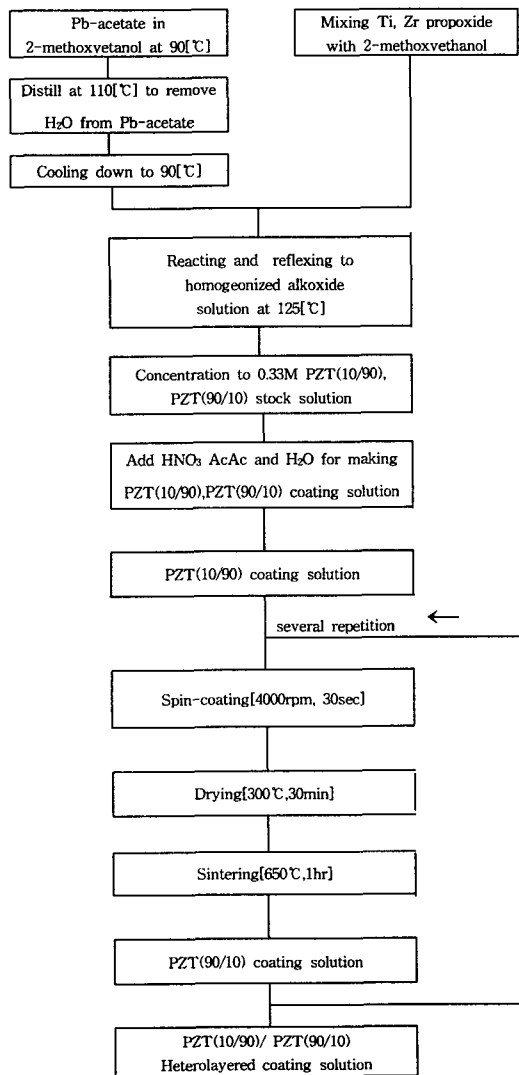 Pb-acetate in
2-methoxvetanol at 90[℃]
Mixing Ti, Zr propoxide
with 2-methoxvethanol
Distill at 110[℃] to remove
H₂O from Pb-acetate
Cooling down to 90[℃]
Reacting and reflexing to
homogeonized alkoxide
solution at 125[℃]
Concentration to 0.33M PZT(10/90),
PZT(90/10) stock solution
Add HNO₃ AcAc and H₂O for making
PZT(10/90),PZT(90/10) coating solution
PZT(10/90) coating solution
several repetition
Spin-coating[4000rpm, 30sec]
Drying[300℃,30min]
Sintering[650℃,1hr]
PZT(90/10) coating solution
PZT(10/90)/ PZT(90/10)
Heterolayered coating solution